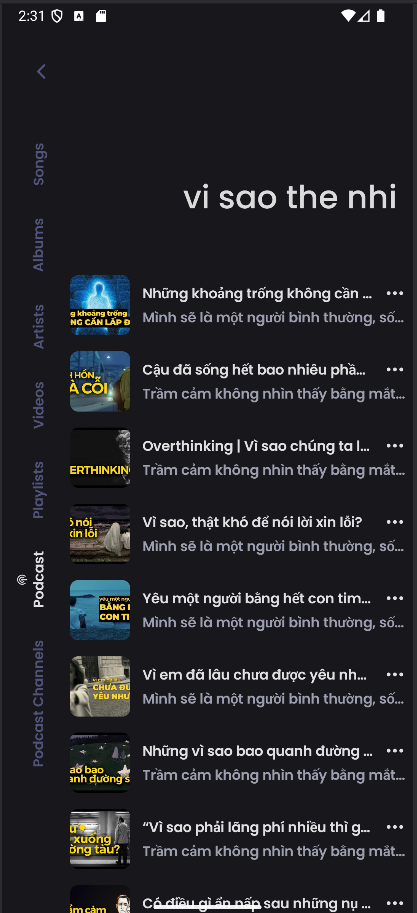 2:31
vi sao the nhi
Songs
Albums
Artists
Videos
Playlists
Podcast
Podcast Channels
Những khoảng trống không cần ...
Mình sẽ là một người bình thường, số...
Cậu đã sống hết bao nhiêu phầ...
Trầm cảm không nhìn thấy bằng mắt...
OVERTHINKING
Overthinking | Vì sao chúng ta l...
Trầm cảm không nhìn thấy bằng mắt...
Vì sao, thật khó để nói lời xin lỗi?
Mình sẽ là một người bình thường, số...
Yêu một người bằng hết con tim...
Mình sẽ là một người bình thường, số...
Vì em đã lâu chưa được yêu nh...
Mình sẽ là một người bình thường, số...
Những vì sao bao quanh đường ...
Trầm cảm không nhìn thấy bằng mắt...
“Vì sao phải lãng phí nhiều thì g...
Trầm cảm không nhìn thấy bằng mắt...
Có điều gì ẩn nấp sau những nụ ...